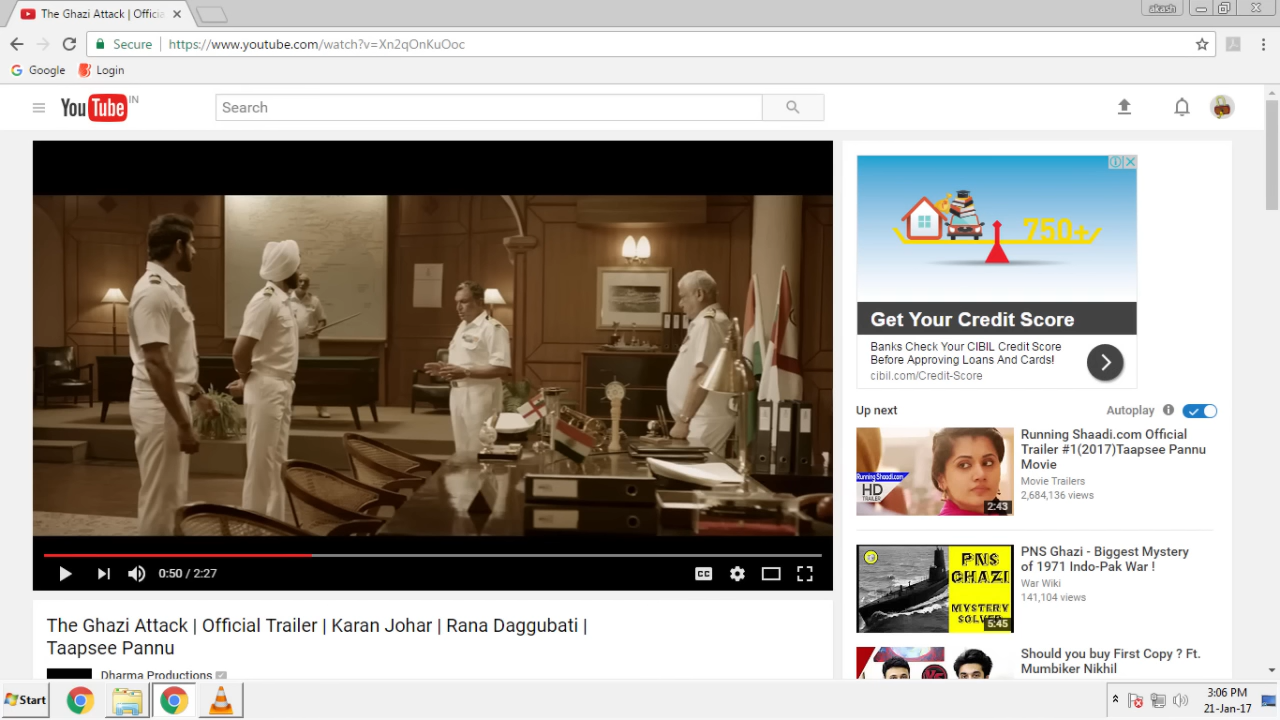 The Ghazi Attack | Officia
akash
Secure
https://www.youtube.com/watch?v=Xn2qOnKuOoc
Google
Login
YouTube IN
Search
750+
Get Your Credit Score
Banks Check Your CIBIL Credit Score
Before Approving Loans And Cards!
cibil.com/Credit-Score
Up next
Autoplay
Running Shaadi.com
HD
TRAILER
2:43
Running Shaadi.com Official
Trailer #1(2017)Taapsee Pannu
Movie
Movie Trailers
2,684,136 views
PNS
GHAZI
MYSTERY
SOLVED
5:45
PNS Ghazi - Biggest Mystery
of 1971 Indo-Pak War !
War Wiki
141,104 views
Should you buy First Copy ? Ft.
Mumbiker Nikhil
0:50 / 2:27
CC
The Ghazi Attack | Official Trailer | Karan Johar | Rana Daggubati |
Taapsee Pannu
Dharma Productions
Start
3:06 PM
21-Jan-17